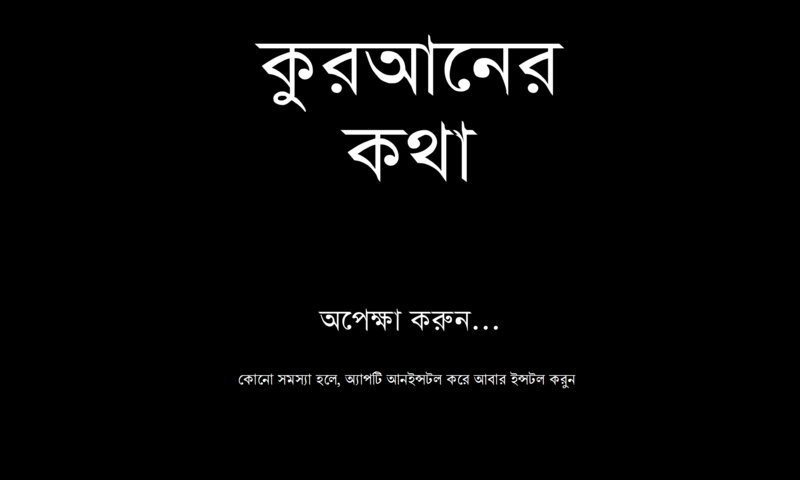 কুরআনের
কথা
অপেক্ষা করুন...
কোনো সমস্যা হলে, অ্যাপটি আনইন্সটল করে আবার ইন্সটল করুন